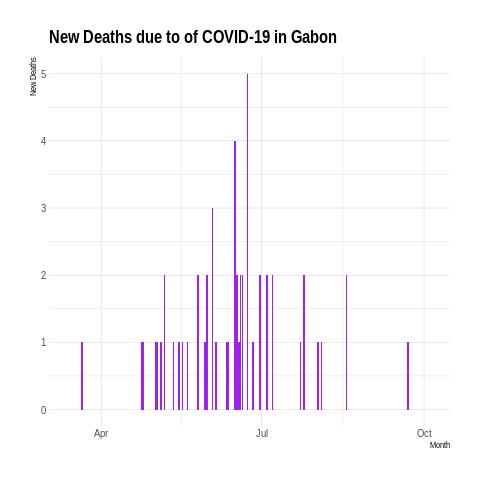 New Deaths due to of COVID-19 in Gabon
New Deaths
5
4
3
2
1
0
Apr
Jul
Oct
Month